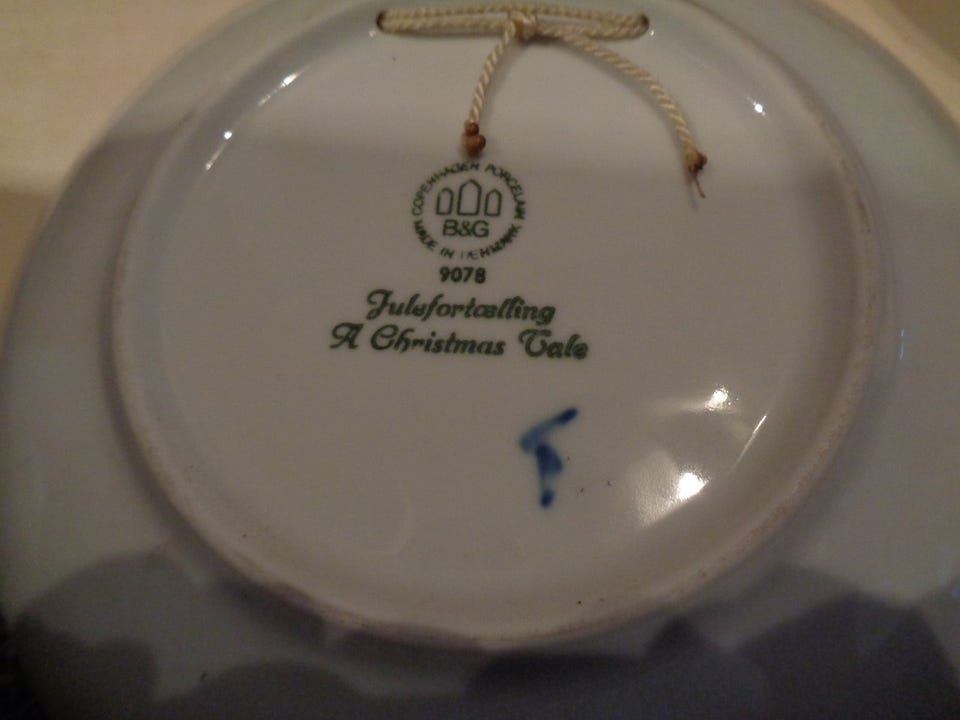 COPENHAGEN PORCELAIN
B&G
MADE IN DENMARK
9078
Julefortælling
A Christmas Tale